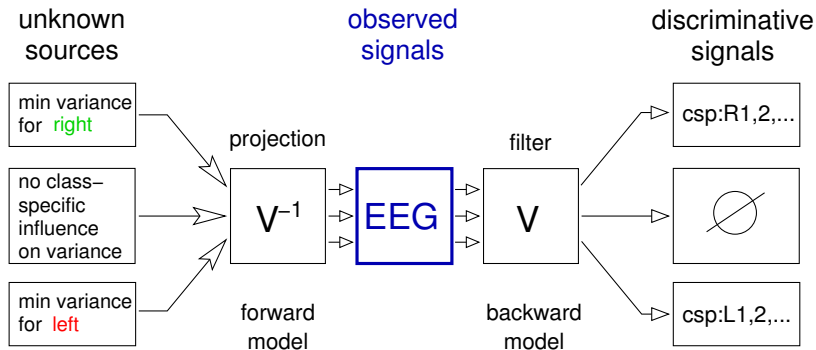 unknown
sources
observed
signals
discriminative
signals
min variance
for right
projection
filter
csp:R1,2,...
no class–
specific
influence
on variance
V⁻¹
EEG
V
min variance
for left
forward
model
backward
model
csp:L1,2,...